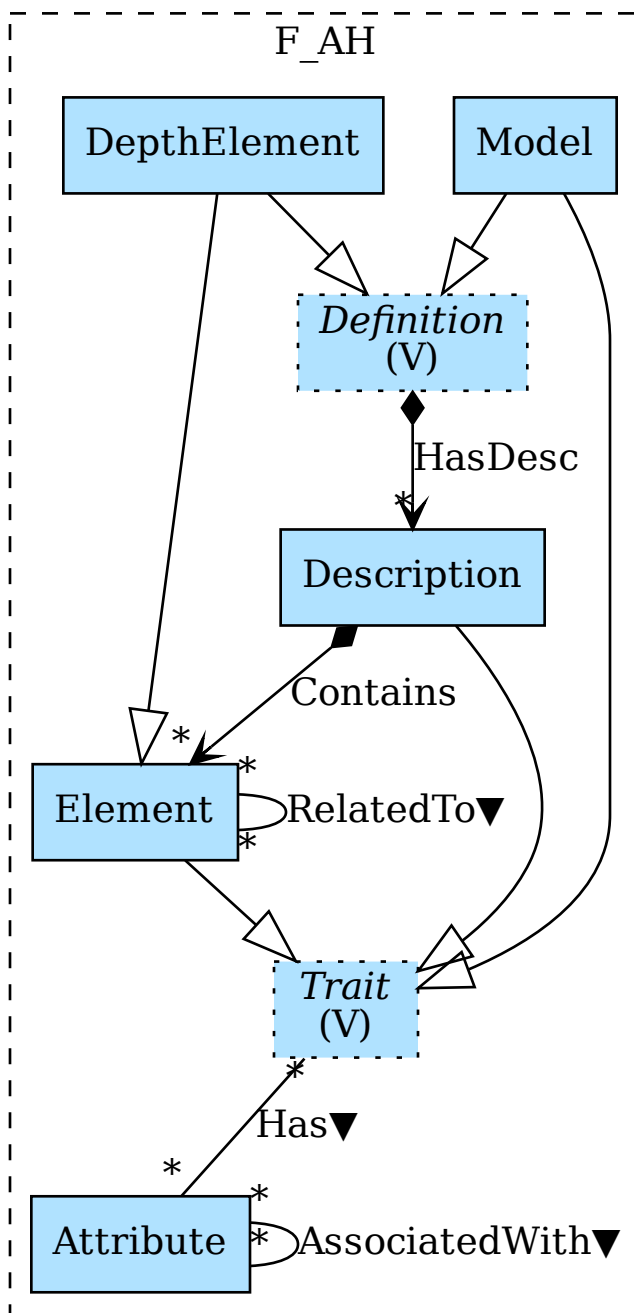 F_AH
DepthElement
Model
Definition
(V)
HasDesc
*
Description
Contains
*
*
Element
RelatedTo▼
*
Trait
(V)
*
Has▼
*
*
Attribute
*
AssociatedWith▼